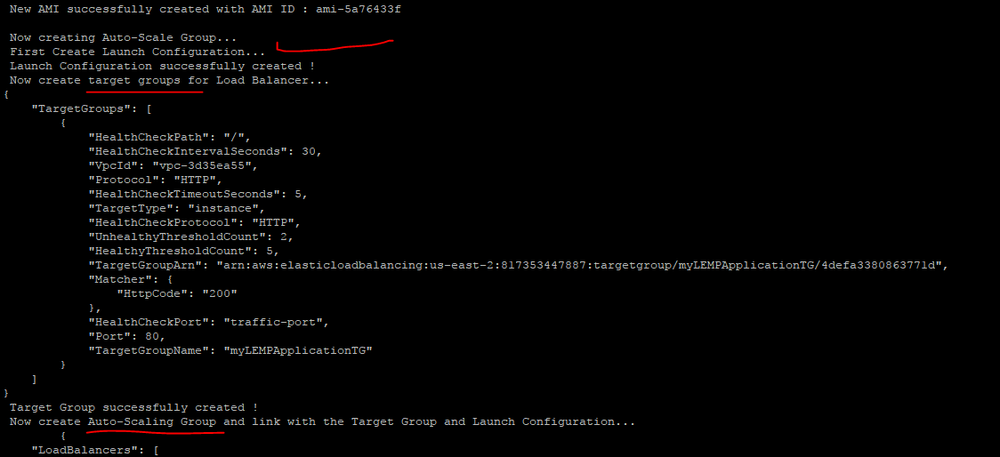 New AMI successfully created with AMI ID : ami-5a76433f
Now creating Auto-Scale Group...
First Create Launch Configuration...
Launch Configuration successfully created !
Now create target groups for Load Balancer...
{
"TargetGroups": [
{
"HealthCheckPath": "/",
"HealthCheckIntervalSeconds": 30,
"VpcId": "vpc-3d35ea55",
"Protocol": "HTTP",
"HealthCheckTimeoutSeconds": 5,
"TargetType": "instance",
"HealthCheckProtocol": "HTTP",
"UnhealthyThresholdCount": 2,
"HealthyThresholdCount": 5,
"TargetGroupArn": "arn:aws:elasticloadbalancing:us-east-2:817353447887:targetgroup/myLEMPApplicationTG/4defa3380863771d",
"Matcher": {
"HttpCode": "200"
},
"HealthCheckPort": "traffic-port",
"Port": 80,
"TargetGroupName": "myLEMPApplicationTG"
}
]
}
Target Group successfully created !
Now create Auto-Scaling Group and link with the Target Group and Launch Configuration...
{
"LoadBalancers": [